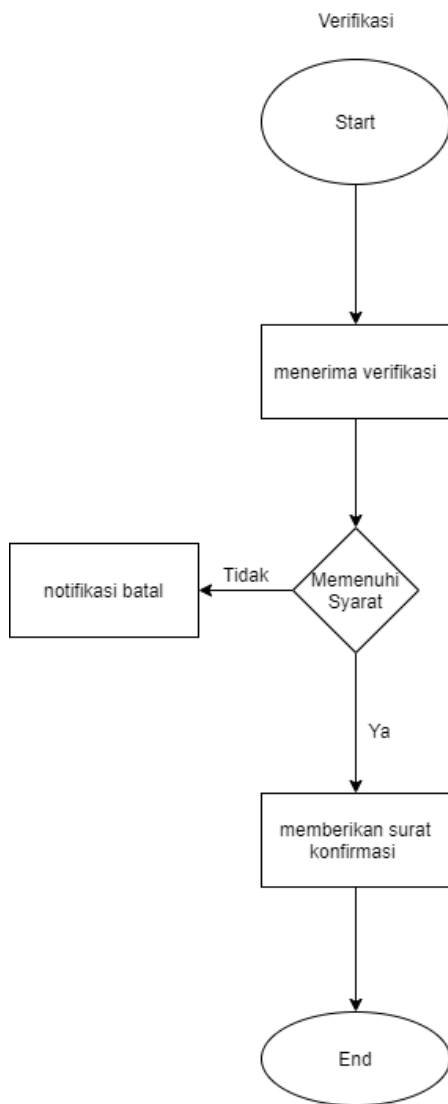 Verifikasi
Start
menerima verifikasi
notifikasi batal
Tidak
Memenuhi
Syarat
Ya
memberikan surat
konfirmasi
End